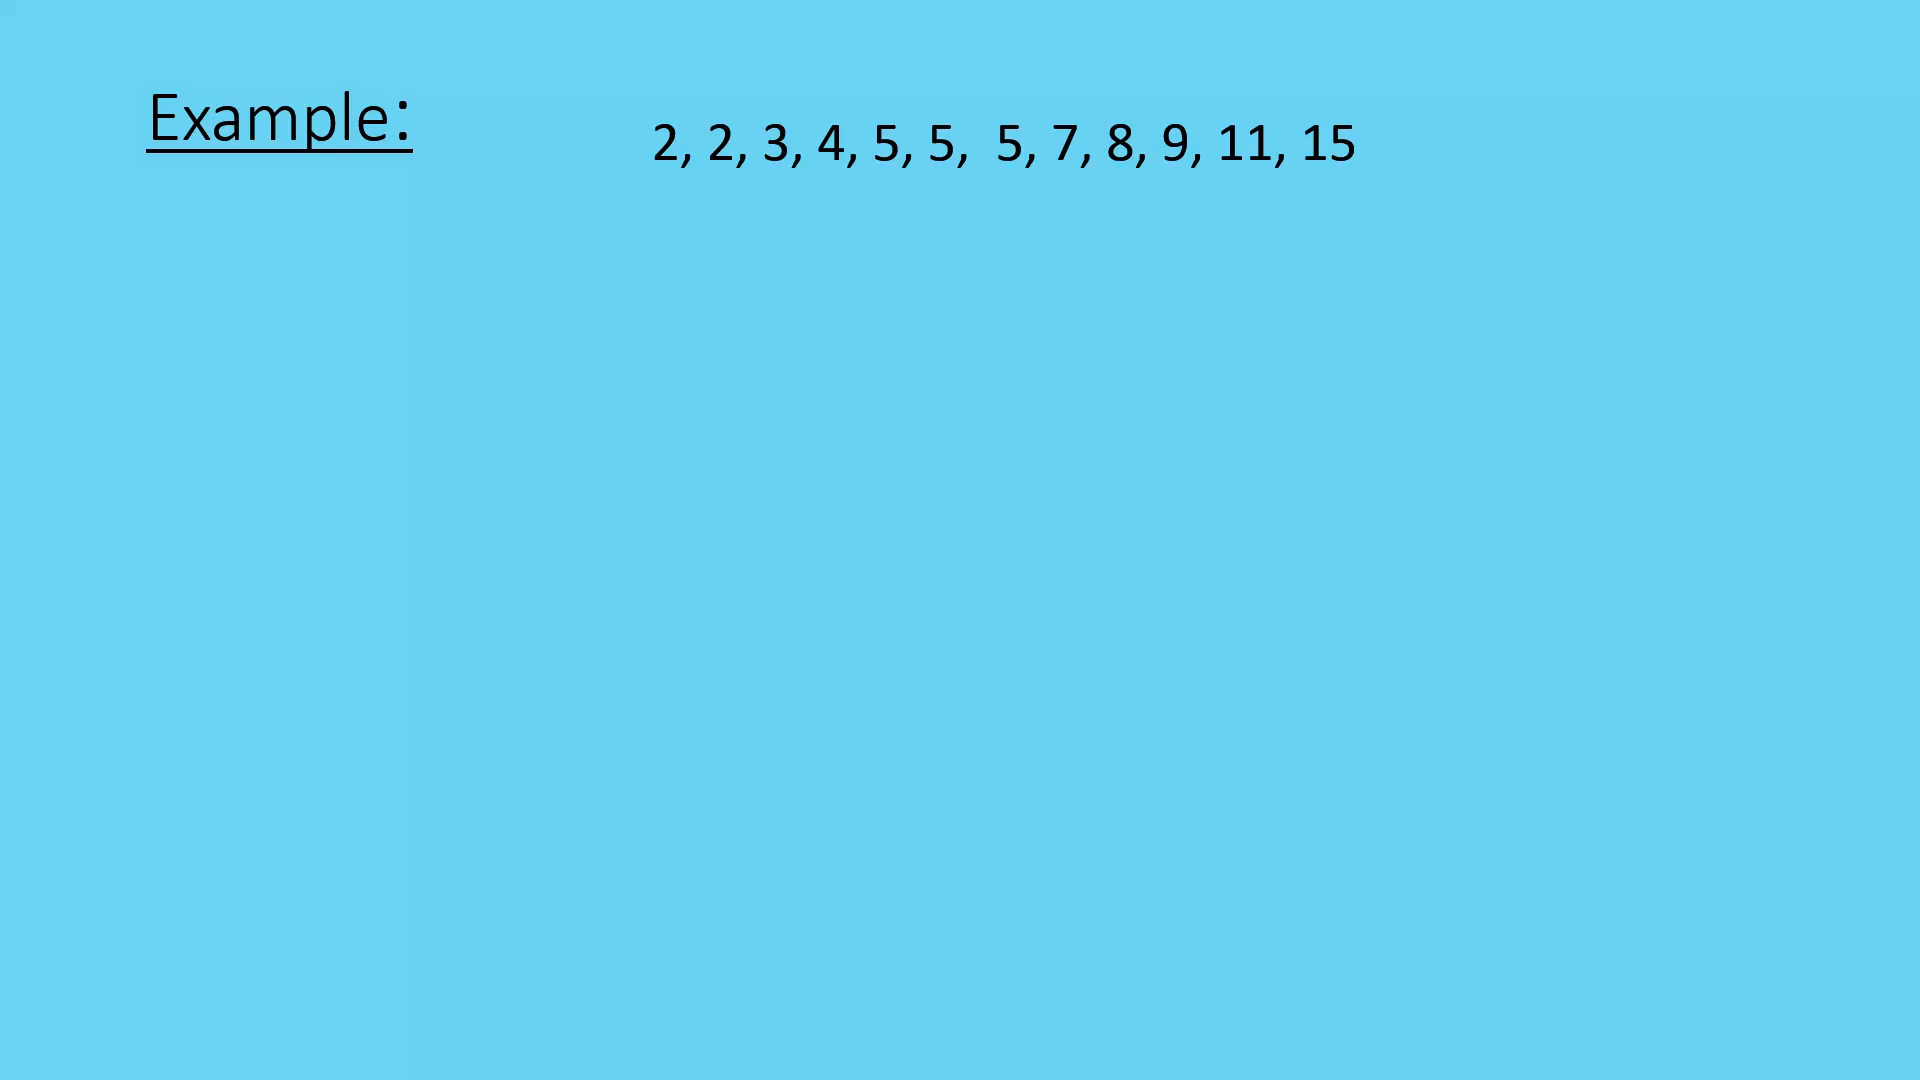 Example:
2, 2, 3, 4, 5, 5,  5, 7, 8, 9, 11, 15